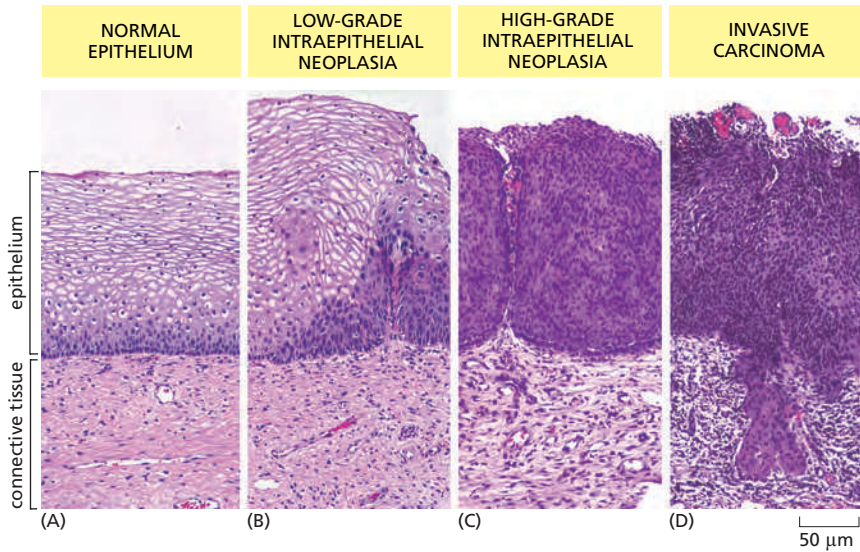 NORMAL
EPITHELIUM
LOW-GRADE
INTRAEPITHELIAL
NEOPLASIA
HIGH-GRADE
INTRAEPITHELIAL
NEOPLASIA
INVASIVE
CARCINOMA
epithelium
connective tissue
(A)
(B)
(C)
(D)
50 μm